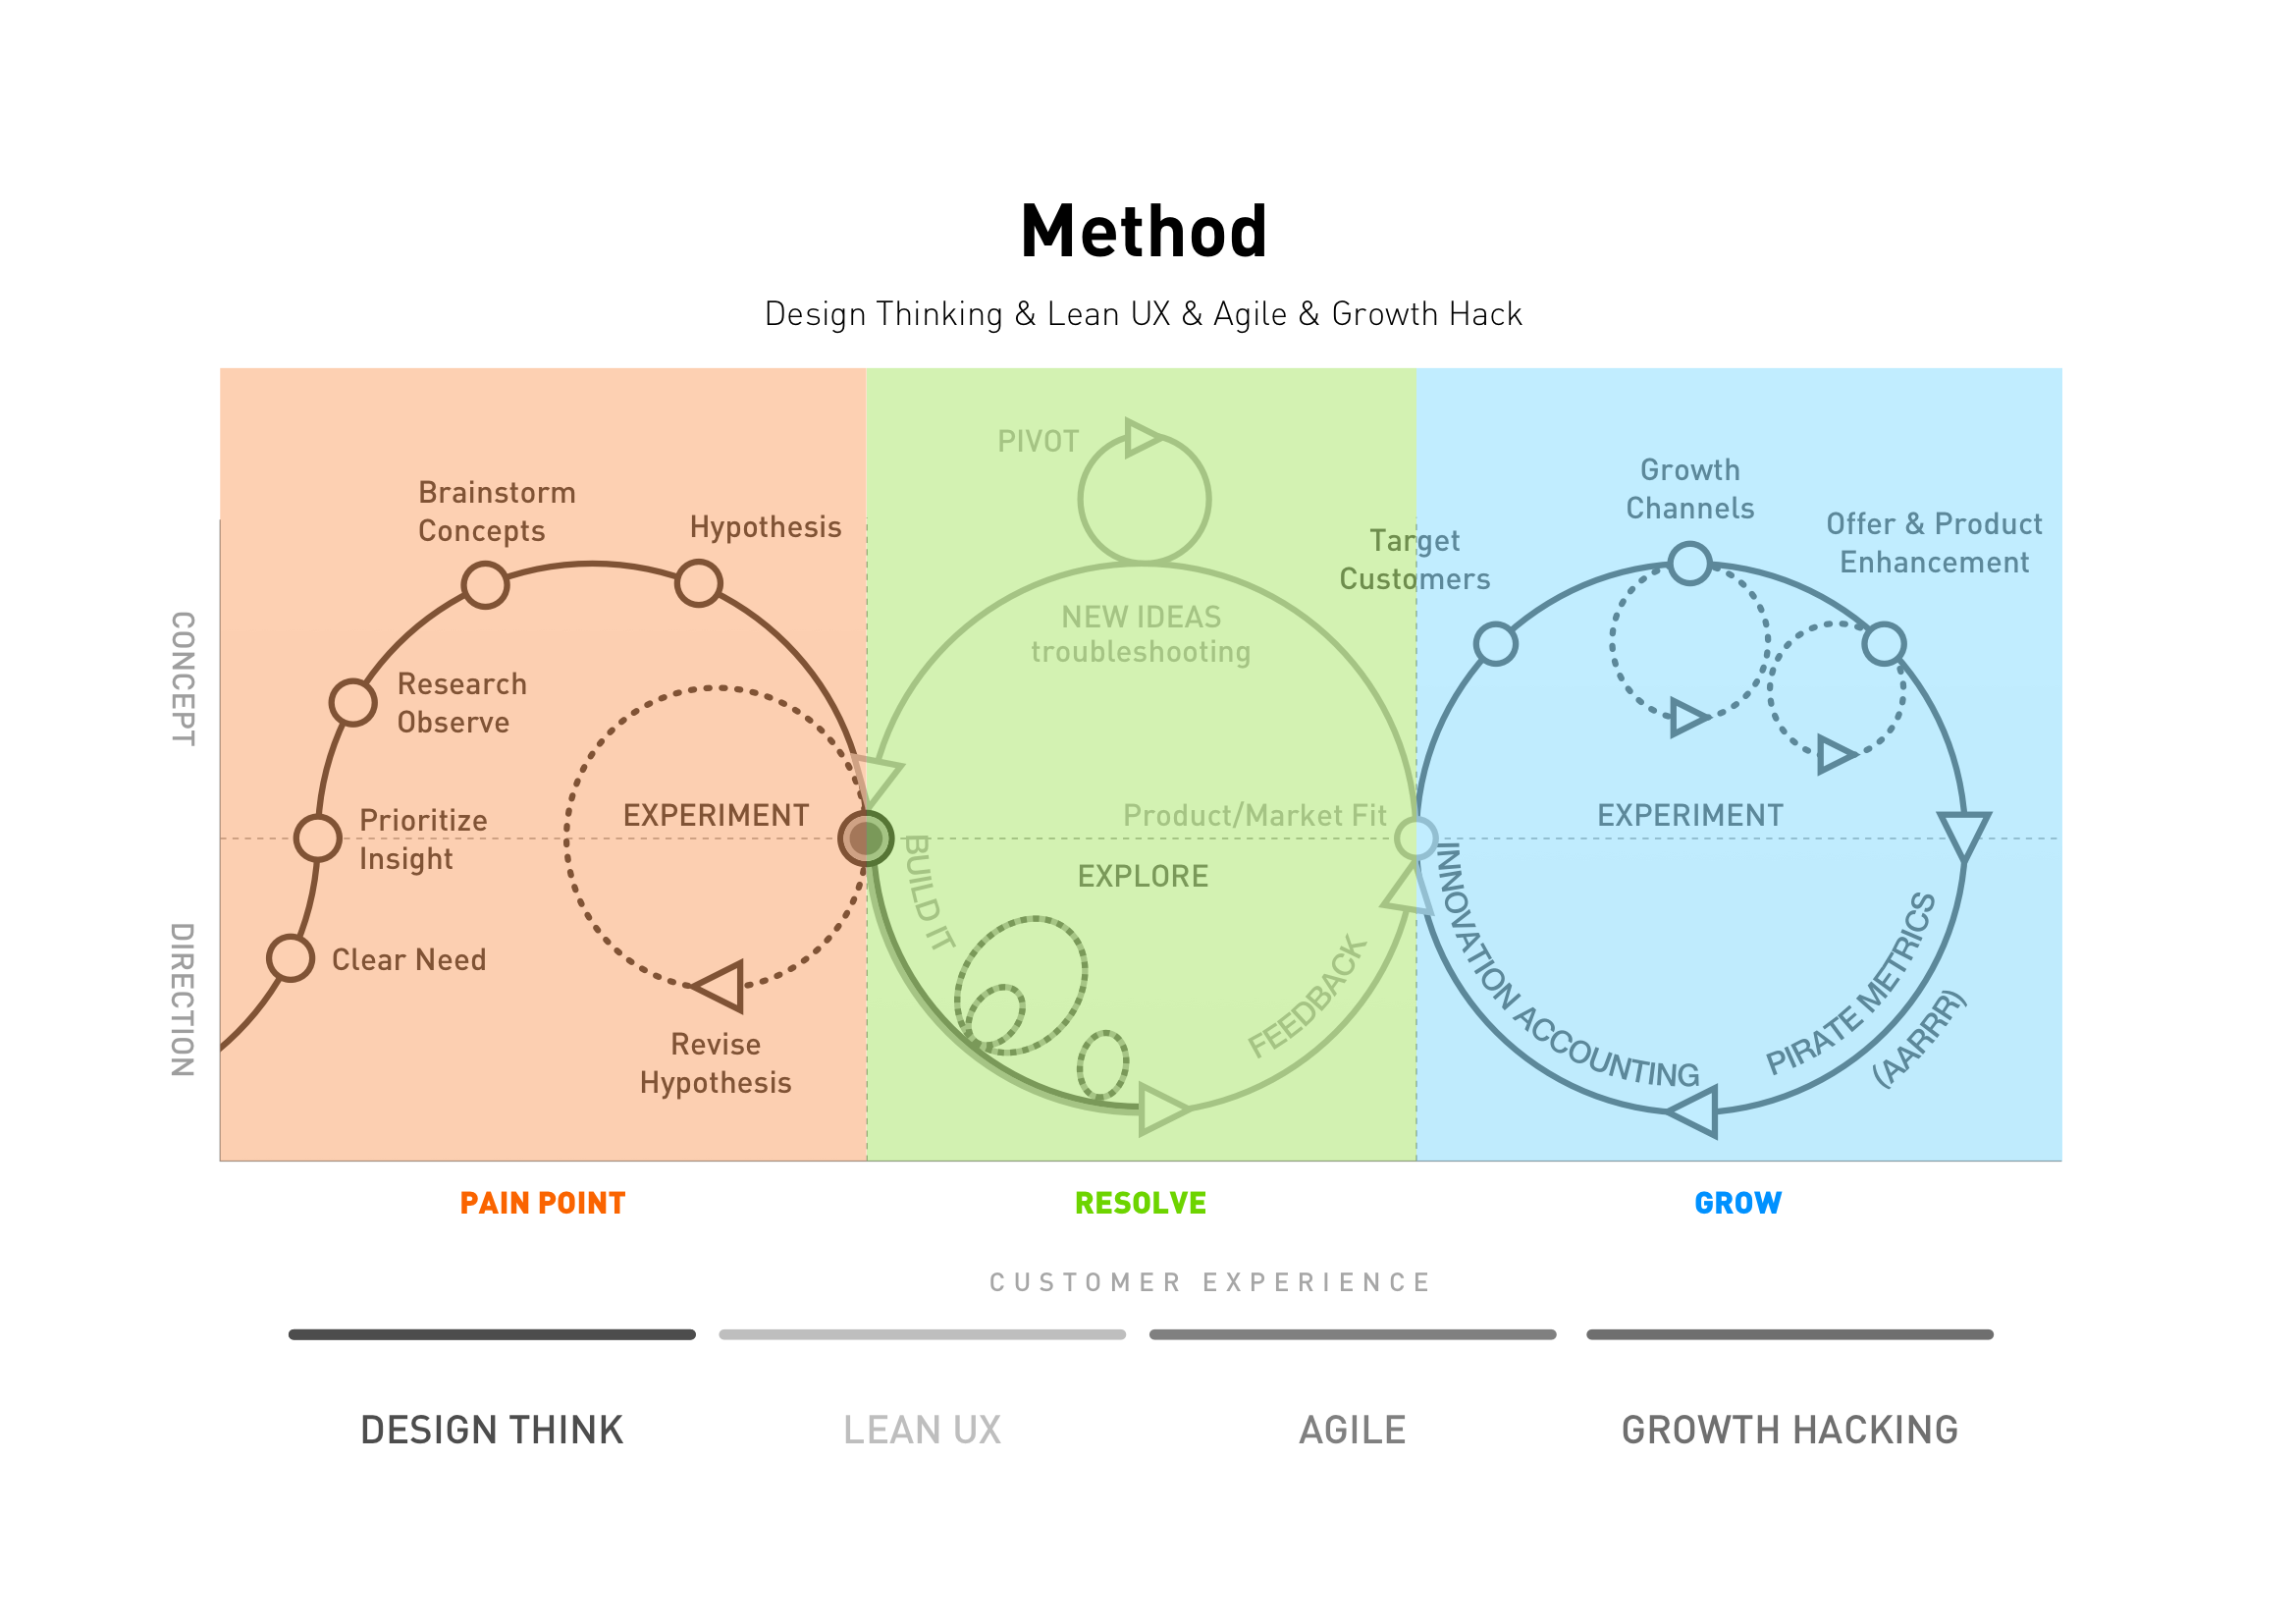 Method
Design Thinking & Lean UX & Agile & Growth Hack
CONCEPT
DIRECTION
Brainstorm
Concepts
Hypothesis
Research
Observe
Prioritize
Insight
Clear Need
EXPERIMENT
Revise
Hypothesis
PIVOT
NEW IDEAS
troubleshooting
Product/Market Fit
EXPLORE
BUILD IT
FEEDBACK
Target
Customers
Growth
Channels
Offer & Product
Enhancement
EXPERIMENT
INNOVATION ACCOUNTING
PIRATE METRICS
(AARRR)
PAIN POINT
RESOLVE
GROW
CUSTOMER EXPERIENCE
DESIGN THINK
LEAN UX
AGILE
GROWTH HACKING